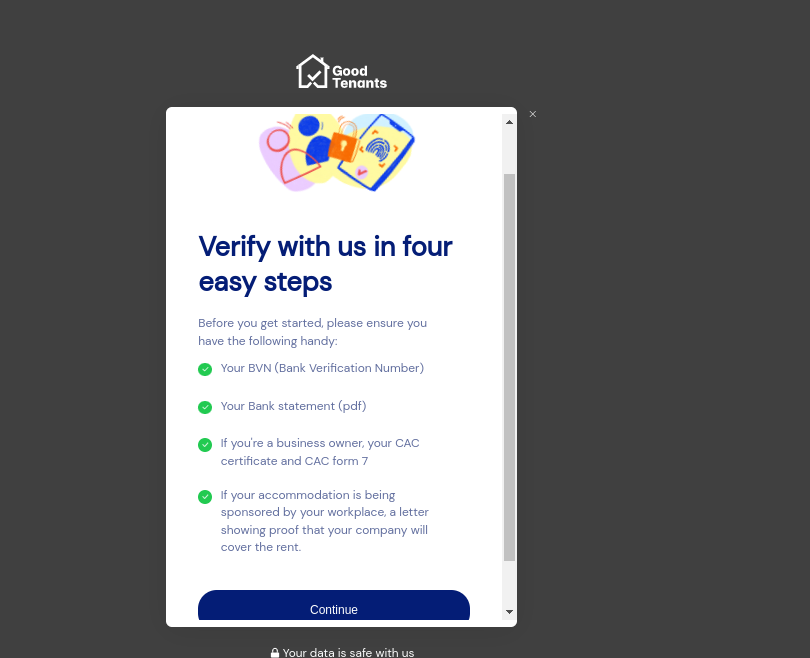 Good
Tenants
Verify with us in four
easy steps
Before you get started, please ensure you
have the following handy:
Your BVN (Bank Verification Number)
Your Bank statement (pdf)
If you're a business owner, your CAC
certificate and CAC form 7
If your accommodation is being
sponsored by your workplace, a letter
showing proof that your company will
cover the rent.
Continue
Your data is safe with us